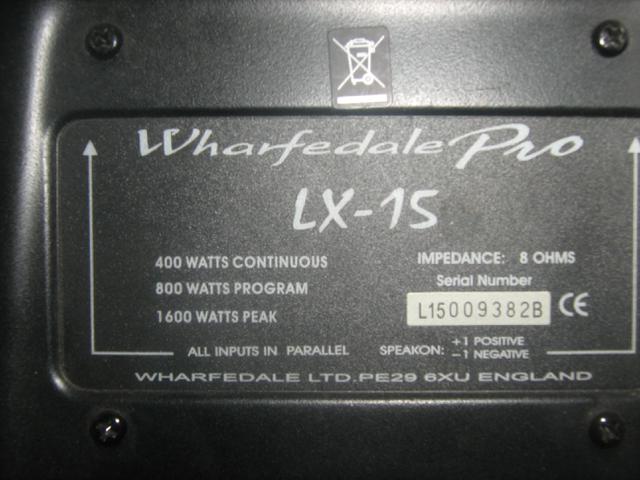 Wharfedale Pro
LX-15
400 WATTS CONTINUOUS
800 WATTS PROGRAM
1600 WATTS PEAK
IMPEDANCE: 8 OHMS
Serial Number
L15009382B CE
ALL INPUTS IN PARALLEL
SPEAKON: +1 POSITIVE
−1 NEGATIVE
WHARFEDALE LTD. PE29 6XU ENGLAND